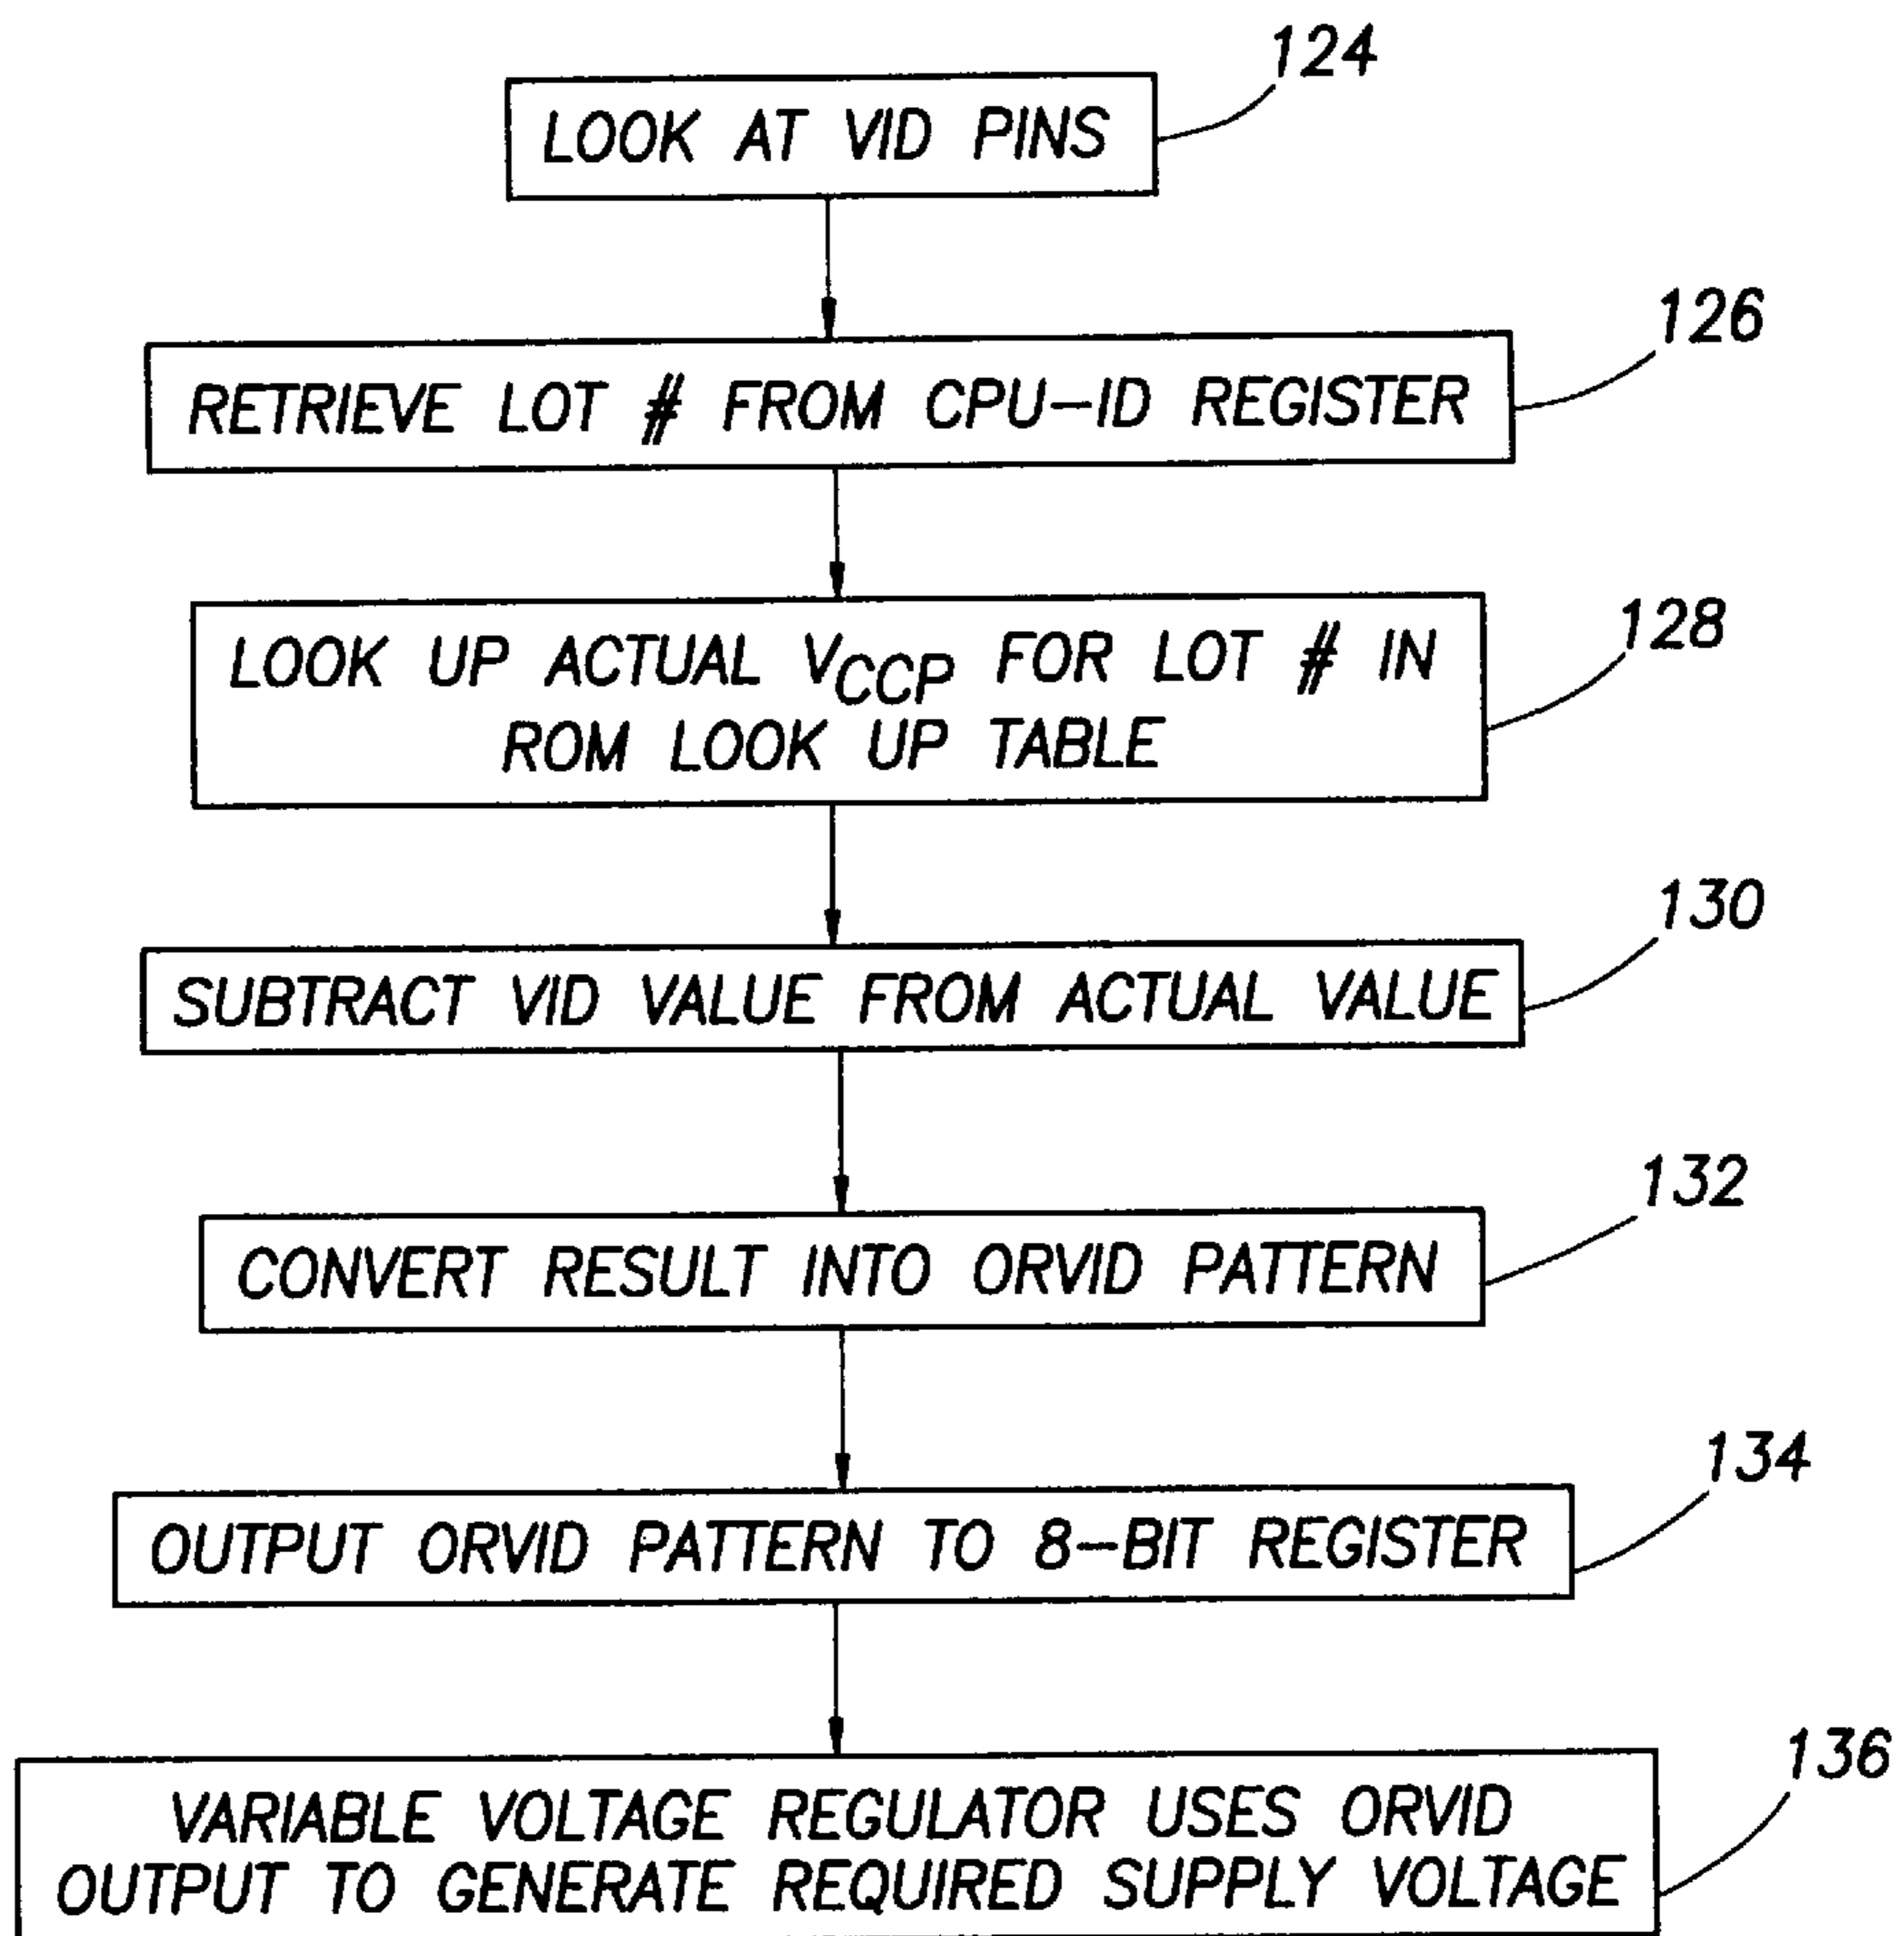 124
LOOK AT VID PINS
126
RETRIEVE LOT # FROM CPU-ID REGISTER
128
LOOK UP ACTUAL VCCP FOR LOT # IN
ROM LOOK UP TABLE
130
SUBTRACT VID VALUE FROM ACTUAL VALUE
132
CONVERT RESULT INTO ORVID PATTERN
134
OUTPUT ORVID PATTERN TO 8-BIT REGISTER
136
VARIABLE VOLTAGE REGULATOR USES ORVID
OUTPUT TO GENERATE REQUIRED SUPPLY VOLTAGE